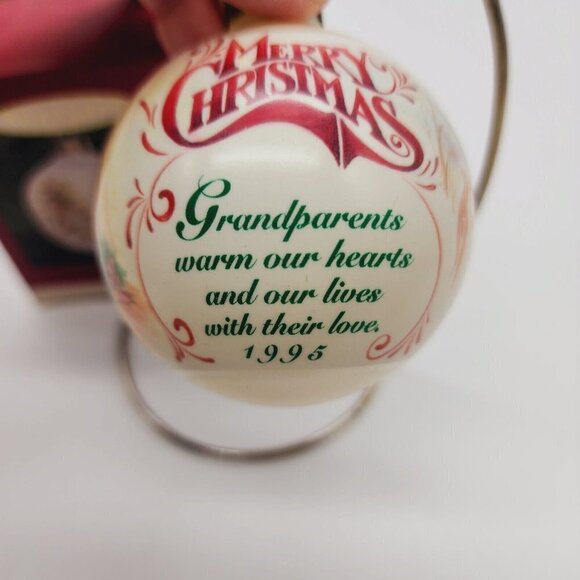 MERRY
CHRISTMAS
Grandparents
warm our hearts
and our lives
with their love.
1995